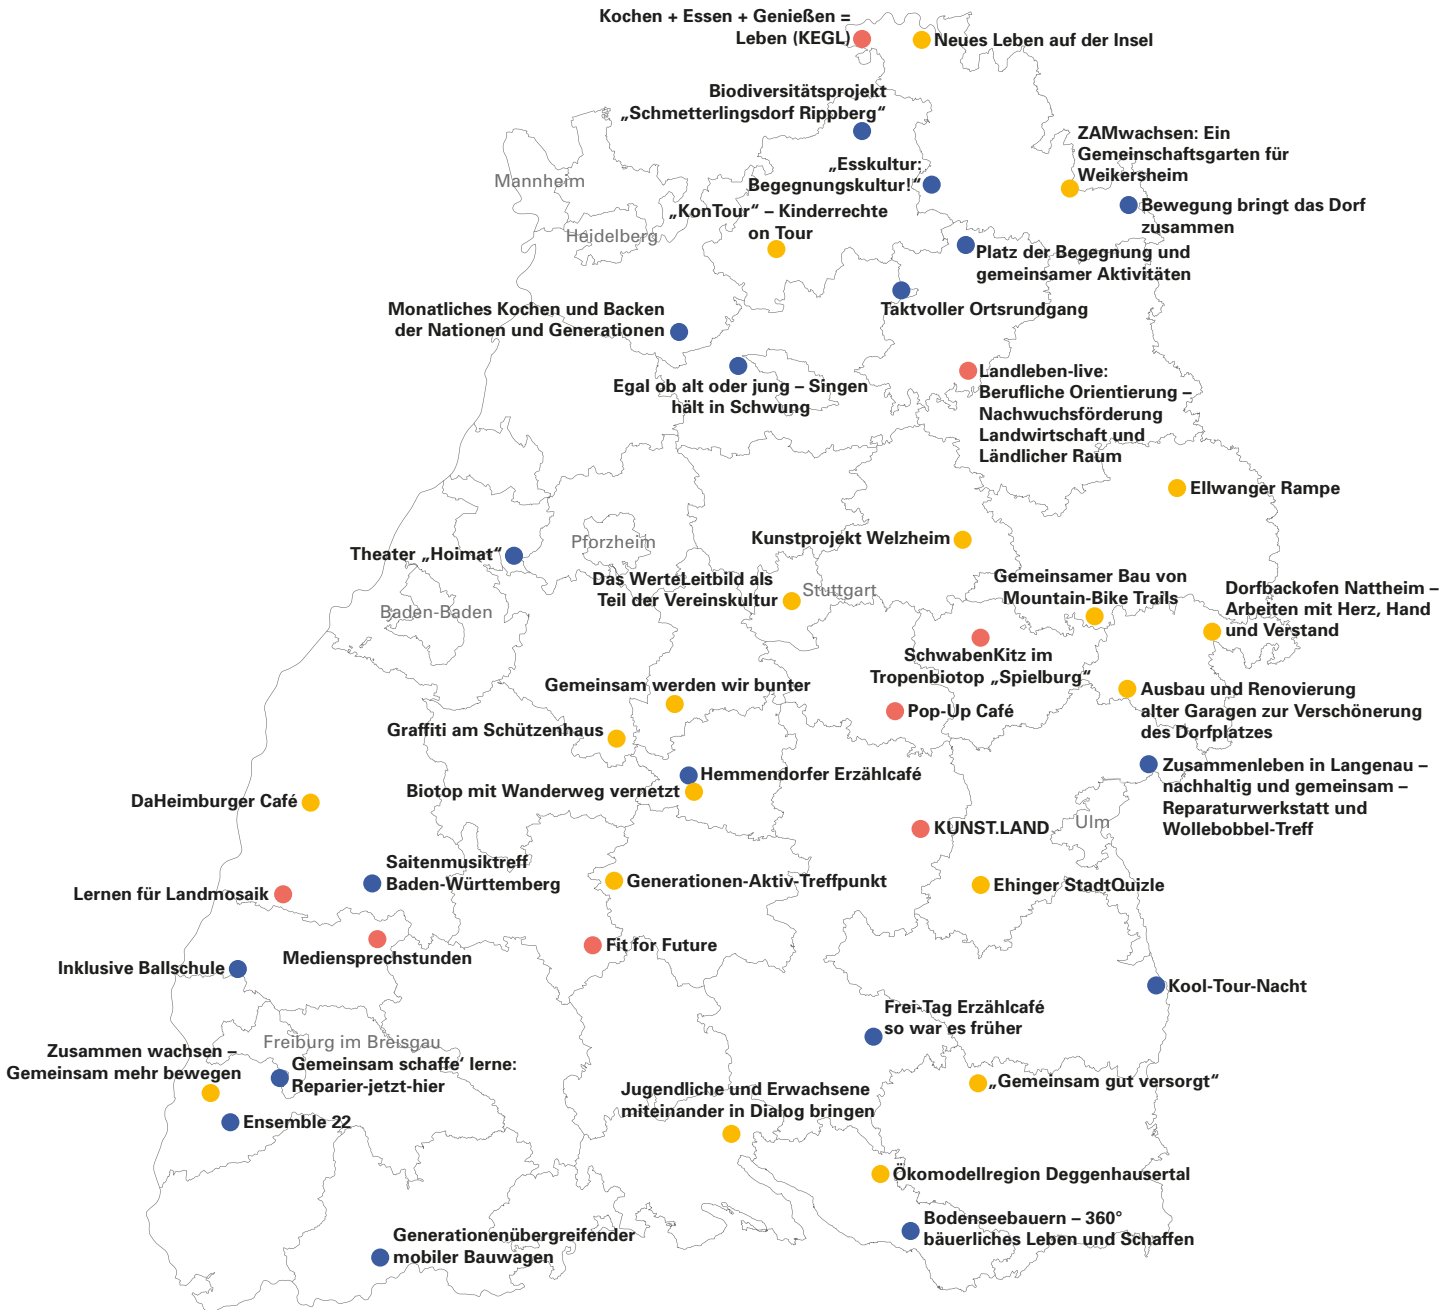 Kochen + Essen + Genießen =
Leben (KEGL)
Neues Leben auf der Insel
Biodiversitätsprojekt
„Schmetterlingsdorf Rippberg“
ZAMwachsen: Ein
Gemeinschaftsgarten für
Weikersheim
„Esskultur:
Begegnungskultur!“
Mannheim
Bewegung bringt das Dorf
zusammen
„KonTour“ – Kinderrechte
on Tour
Heidelberg
Platz der Begegnung und
gemeinsamer Aktivitäten
Monatliches Kochen und Backen
der Nationen und Generationen
Taktvoller Ortsrundgang
Egal ob alt oder jung – Singen
hält in Schwung
Landleben-live:
Berufliche Orientierung –
Nachwuchsförderung
Landwirtschaft und
Ländlicher Raum
Ellwanger Rampe
Kunstprojekt Welzheim
Pforzheim
Theater „Hoimat“
Das WerteLeitbild als
Teil der Vereinskultur
Stuttgart
Gemeinsamer Bau von
Mountain-Bike Trails
Dorfbackofen Nattheim –
Arbeiten mit Herz, Hand
und Verstand
Baden-Baden
SchwabenKitz im
Tropenbiotop „Spielburg“
Gemeinsam werden wir bunter
Ausbau und Renovierung
alter Garagen zur Verschönerung
des Dorfplatzes
Pop-Up Café
Graffiti am Schützenhaus
Zusammenleben in Langenau –
nachhaltig und gemeinsam –
Reparaturwerkstatt und
Wollebobbel-Treff
Hemmendorfer Erzählcafé
Biotop mit Wanderweg vernetzt
DaHeimburger Café
KUNST.LAND
Ulm
Saitenmusiktreff
Baden-Württemberg
Generationen-Aktiv-Treffpunkt
Ehinger StadtQuizle
Lernen für Landmosaik
Mediensprechstunden
Fit for Future
Inklusive Ballschule
Kool-Tour-Nacht
Frei-Tag Erzählcafé
so war es früher
Freiburg im Breisgau
Zusammen wachsen –
Gemeinsam mehr bewegen
Gemeinsam schaffe‘ lerne:
Reparier-jetzt-hier
„Gemeinsam gut versorgt“
Jugendliche und Erwachsene
miteinander in Dialog bringen
Ensemble 22
Ökomodellregion Deggenhausertal
Bodenseebauern – 360°
bäuerliches Leben und Schaffen
Generationenübergreifender
mobiler Bauwagen